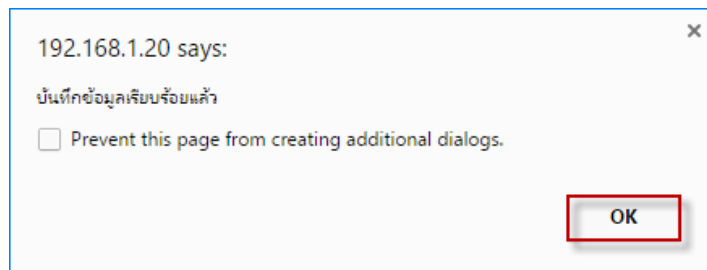 192.168.1.20 says:
บันทึกข้อมูลเรียบร้อยแล้ว
Prevent this page from creating additional dialogs.
OK